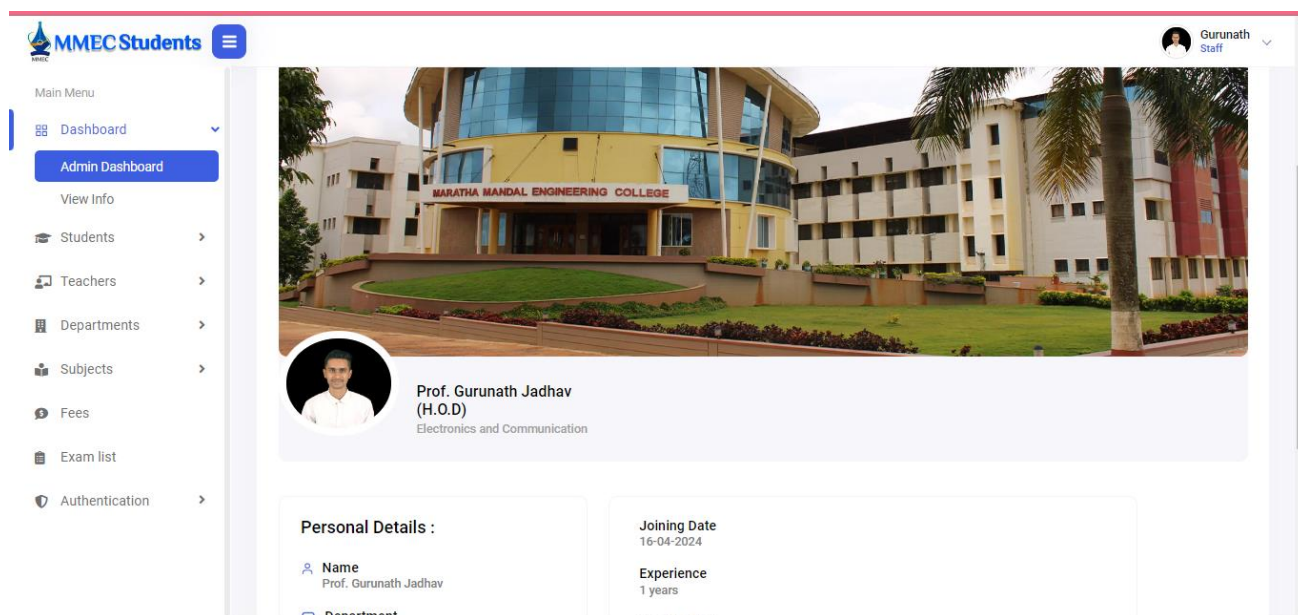 MMEC Students
MMEC
Gurunath
Staff
Main Menu
Dashboard
Admin Dashboard
View Info
Students
Teachers
Departments
Subjects
Fees
Exam list
Authentication
MARATHA MANDAL ENGINEERING COLLEGE
Prof. Gurunath Jadhav
(H.O.D)
Electronics and Communication
Personal Details :
Name
Prof. Gurunath Jadhav
Department
Joining Date
16-04-2024
Experience
1 years